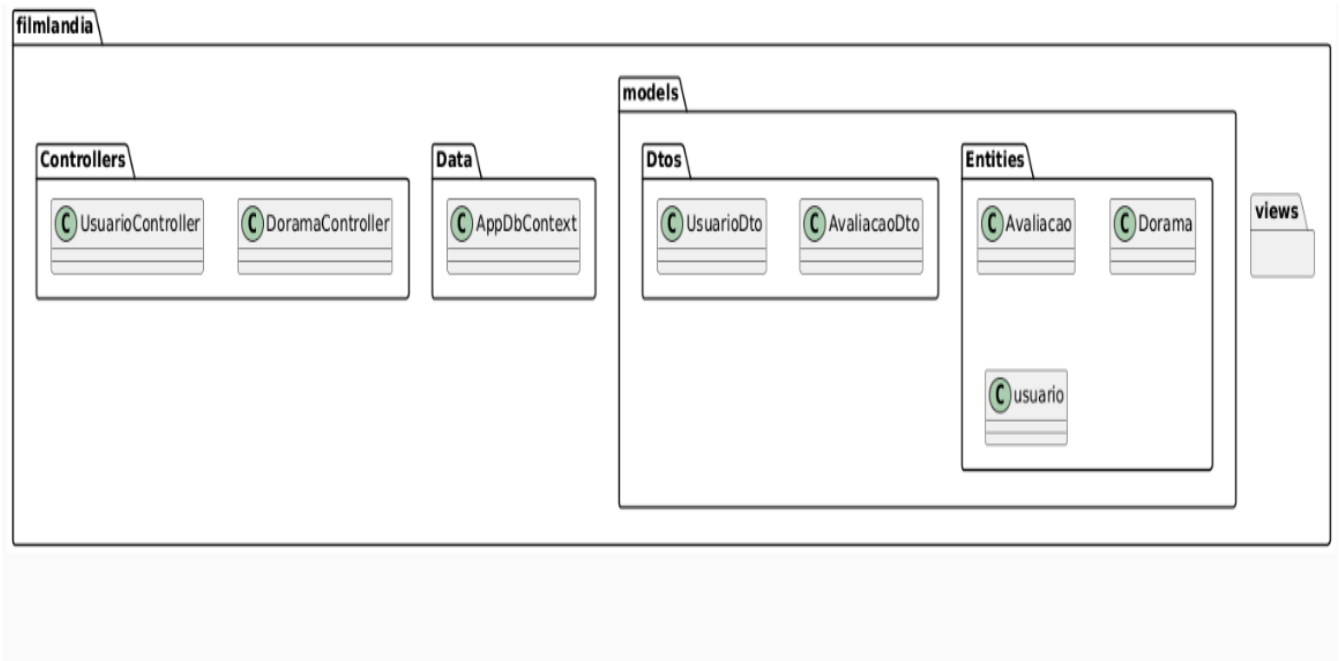 filmlandia
models
Controllers
Data
Dtos
Entities
views
C UsuarioController
C DoramaController
C AppDbContext
C UsuarioDto
C AvaliacaoDto
C Avaliacao
C Dorama
C usuario